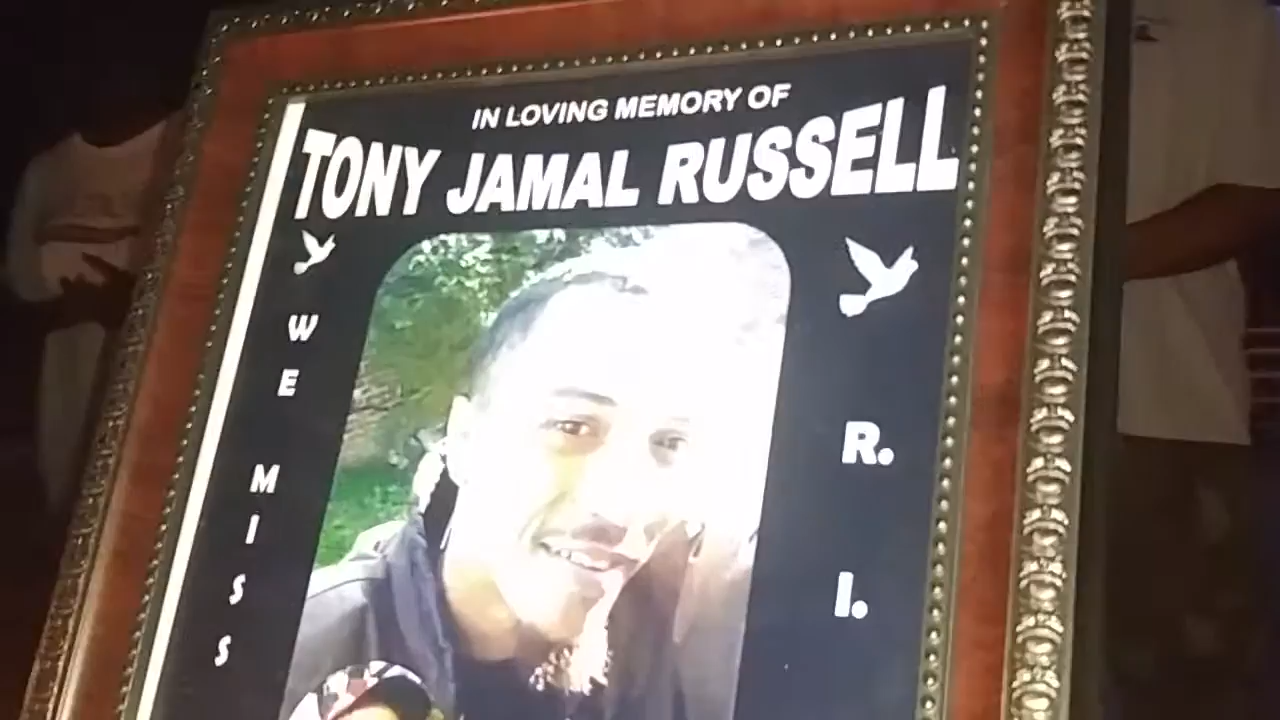 IN LOVING MEMORY OF
TONY JAMAL RUSSELL
WE
MISS
R.
I.